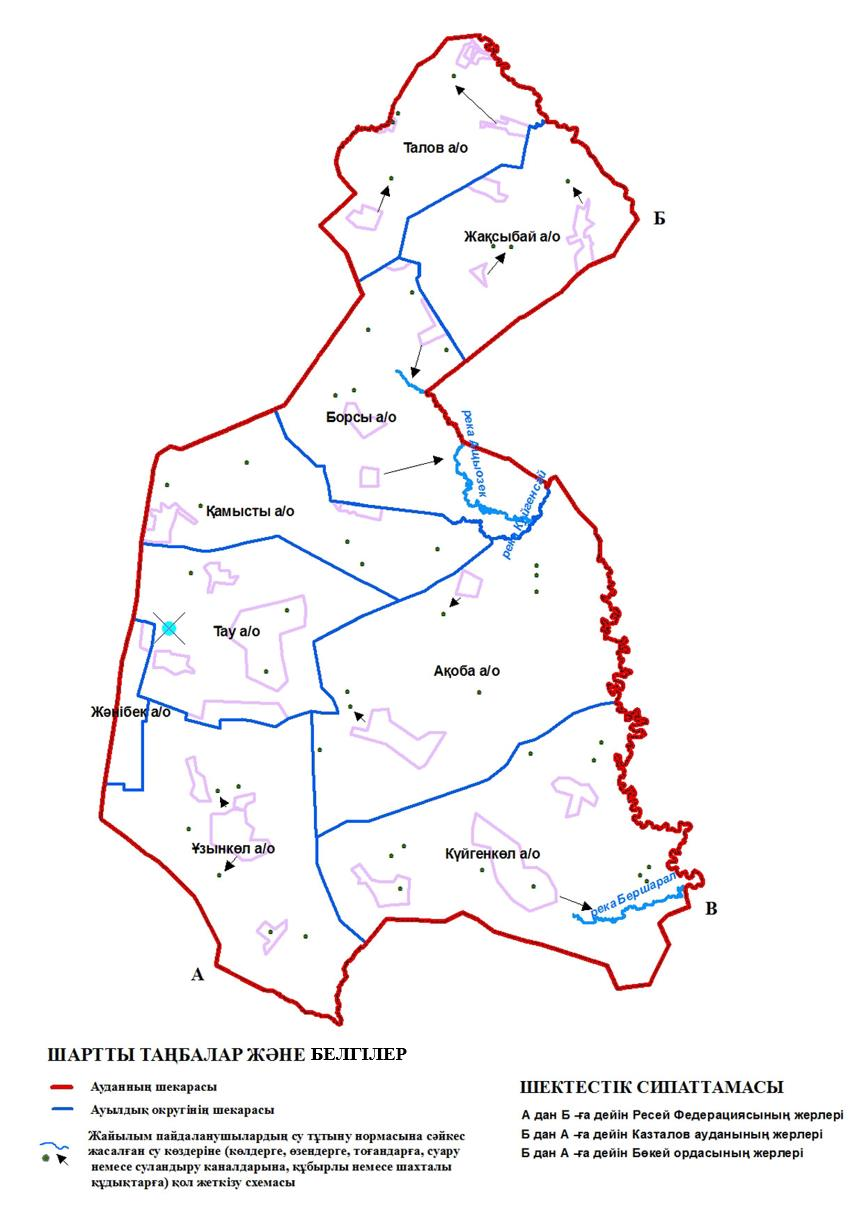 Талов а/о
Б
Жақсыбай а/о
Борсы а/о
река Ащыозек
река Куйгенсай
Қамысты а/о
Тау а/о
Ақоба а/о
Жәнібек а/о
Ұзынкөл а/о
Күйгенкөл а/о
река Бершарал
В
А
ШАРТТЫ ТАҢБАЛАР ЖӘНЕ БЕЛГІЛЕР
Ауданның шекарасы
Ауылдық округінің шекарасы
Жайылым пайдаланушылардың су тұтыну нормасына сәйкес
жасалған су көздеріне (көлдерге, өзендерге, тоғандарға, суару
немесе суландыру каналдарына, құбырлы немесе шахталы
құдықтарға) қол жеткізу схемасы
ШЕКТЕСТІК СИПАТТАМАСЫ
А дан Б –ға дейін Ресей Федерациясының жерлері
Б дан А –ға дейін Казталов ауданының жерлері
Б дан А –ға дейін Бөкей ордасының жерлері